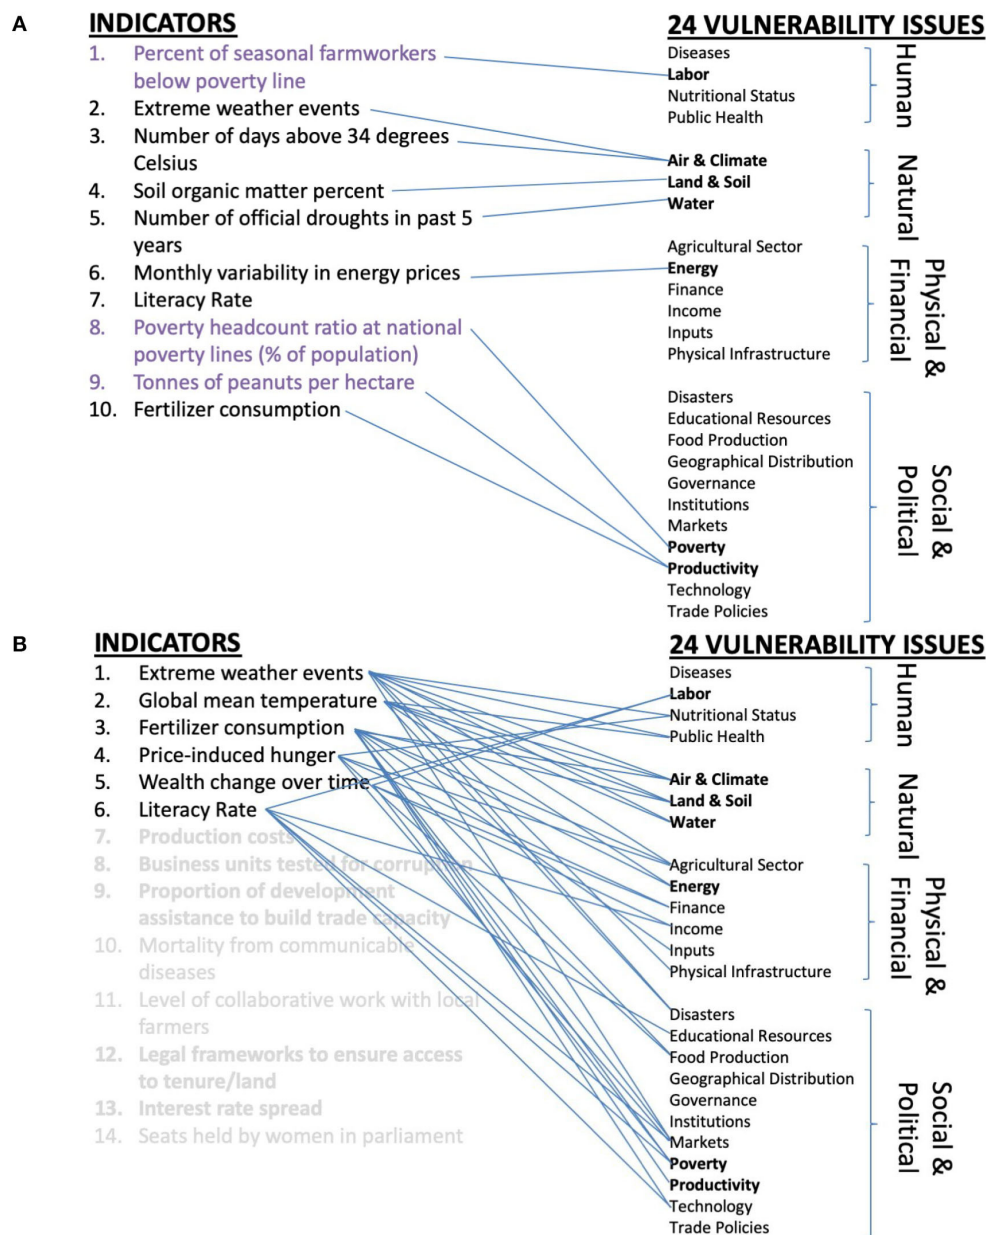 A
INDICATORS
1. Percent of seasonal farmworkers
below poverty line
2. Extreme weather events
3. Number of days above 34 degrees
Celsius
4. Soil organic matter percent
5. Number of official droughts in past 5
years
6. Monthly variability in energy prices
7. Literacy Rate
8. Poverty headcount ratio at national
poverty lines (% of population)
9. Tonnes of peanuts per hectare
10. Fertilizer consumption
24 VULNERABILITY ISSUES
Diseases
Labor
Nutritional Status
Public Health
Human
Air & Climate
Land & Soil
Water
Natural
Agricultural Sector
Energy
Finance
Income
Inputs
Physical Infrastructure
Physical &
Financial
Disasters
Educational Resources
Food Production
Geographical Distribution
Governance
Institutions
Markets
Poverty
Productivity
Technology
Trade Policies
Social &
Political
B
INDICATORS
1. Extreme weather events
2. Global mean temperature
3. Fertilizer consumption
4. Price-induced hunger
5. Wealth change over time
6. Literacy Rate
7. Production costs
8. Business units tested for corruption
9. Proportion of development
assistance to build trade capacity
10. Mortality from communicable
diseases
11. Level of collaborative work with local
farmers
12. Legal frameworks to ensure access
to tenure/land
13. Interest rate spread
14. Seats held by women in parliament
24 VULNERABILITY ISSUES
Diseases
Labor
Nutritional Status
Public Health
Human
Air & Climate
Land & Soil
Water
Natural
Agricultural Sector
Energy
Finance
Income
Inputs
Physical Infrastructure
Physical &
Financial
Disasters
Educational Resources
Food Production
Geographical Distribution
Governance
Institutions
Markets
Poverty
Productivity
Technology
Trade Policies
Social &
Political